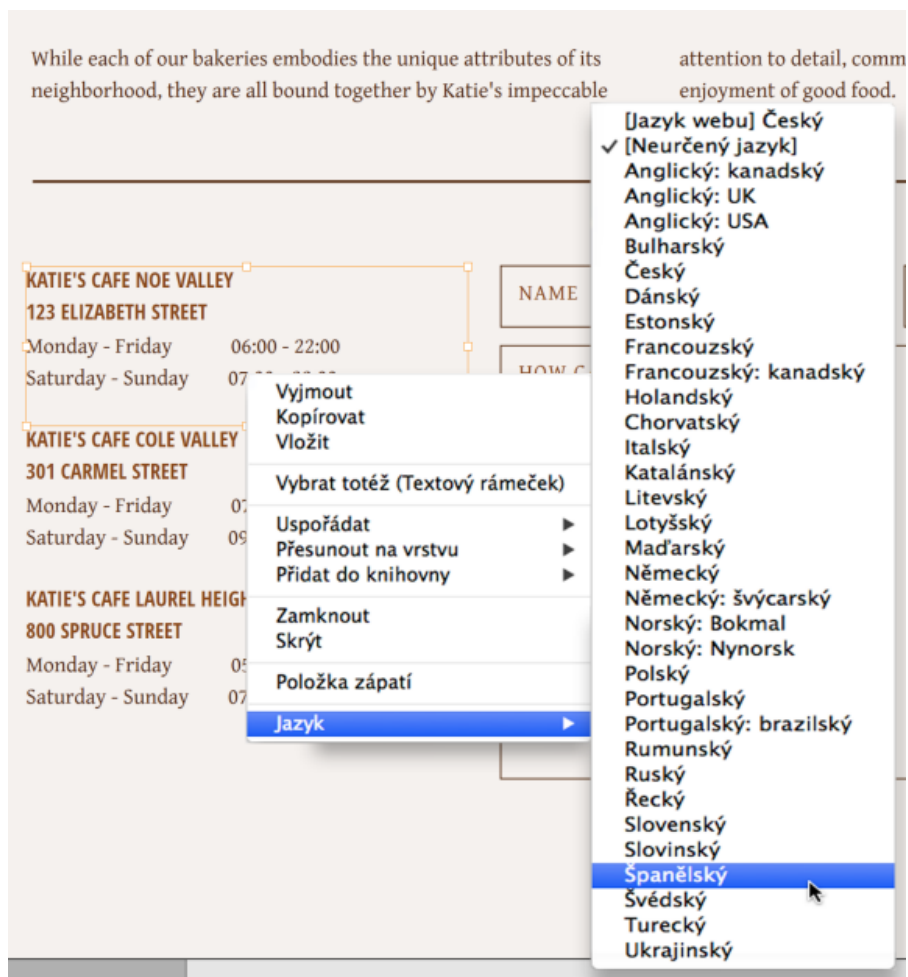 While each of our bakeries embodies the unique attributes of its
neighborhood, they are all bound together by Katie's impeccable
attention to detail, comm
enjoyment of good food.
KATIE'S CAFE NOE VALLEY
123 ELIZABETH STREET
Monday - Friday 06:00 - 22:00
Saturday - Sunday 07
KATIE'S CAFE COLE VALLEY
301 CARMEL STREET
Monday - Friday 07
Saturday - Sunday 09
KATIE'S CAFE LAUREL HEIGH
800 SPRUCE STREET
Monday - Friday 05
Saturday - Sunday 07
NAME
HOW C
Vyjmout
Kopírovat
Vložit
Vybrat totéž (Textový rámeček)
Uspořádat
Přesunout na vrstvu
Přidat do knihovny
Zamknout
Skrýt
Položka zápatí
Jazyk
[Jazyk webu] Český
✓ [Neurčený jazyk]
Anglický: kanadský
Anglický: UK
Anglický: USA
Bulharský
Český
Dánský
Estonský
Francouzský
Francouzský: kanadský
Holandský
Chorvatský
Italský
Katalánský
Litevský
Lotyšský
Maďarský
Německý
Německý: švýcarský
Norský: Bokmal
Norský: Nynorsk
Polský
Portugalský
Portugalský: brazilský
Rumunský
Ruský
Řecký
Slovenský
Slovinský
Španělský
Švédský
Turecký
Ukrajinský